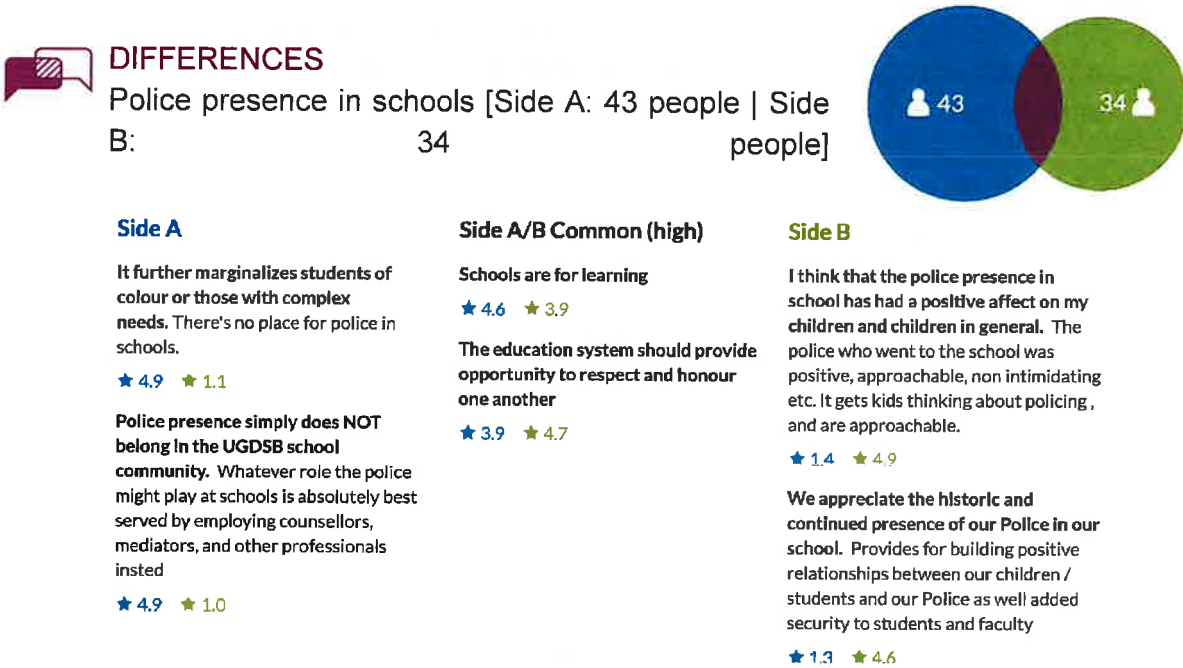 DIFFERENCES
Police presence in schools [Side A: 43 people | Side
B: 34 people]
43
34
Side A
It further marginalizes students of
colour or those with complex
needs. There's no place for police in
schools.
★ 4.9 ★ 1.1
Police presence simply does NOT
belong in the UGDSB school
community. Whatever role the police
might play at schools is absolutely best
served by employing counsellors,
mediators, and other professionals
insted
★ 4.9 ★ 1.0
Side A/B Common (high)
Schools are for learning
★ 4.6 ★ 3.9
The education system should provide
opportunity to respect and honour
one another
★ 3.9 ★ 4.7
Side B
I think that the police presence in
school has had a positive affect on my
children and children in general. The
police who went to the school was
positive, approachable, non intimidating
etc. It gets kids thinking about policing,
and are approachable.
★ 1.4 ★ 4.9
We appreciate the historic and
continued presence of our Police in our
school. Provides for building positive
relationships between our children /
students and our Police as well added
security to students and faculty
★ 1.3 ★ 4.6